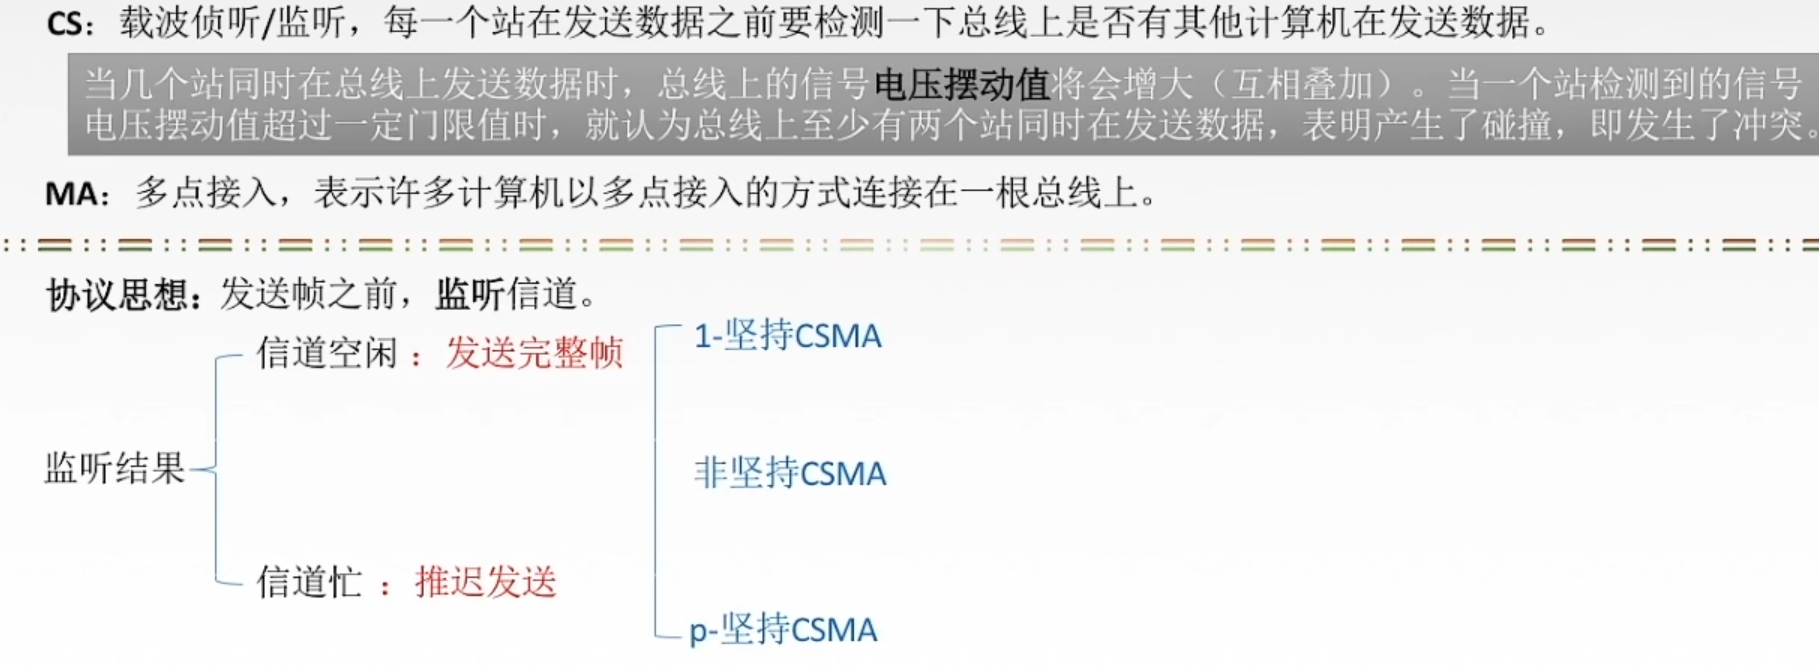 CS：载波侦听/监听，每一个站在发送数据之前要检测一下总线上是否有其他计算机在发送数据。
当几个站同时在总线上发送数据时，总线上的信号电压摆动值将会增大（互相叠加）。当一个站检测到的信号
电压摆动值超过一定门限值时，就认为总线上至少有两个站同时在发送数据，表明产生了碰撞，即发生了冲突。
MA：多点接入，表示许多计算机以多点接入的方式连接在一根总线上。
协议思想：发送帧之前，监听信道。
监听结果
信道空闲：发送完整帧
信道忙：推迟发送
1-坚持CSMA
非坚持CSMA
p-坚持CSMA